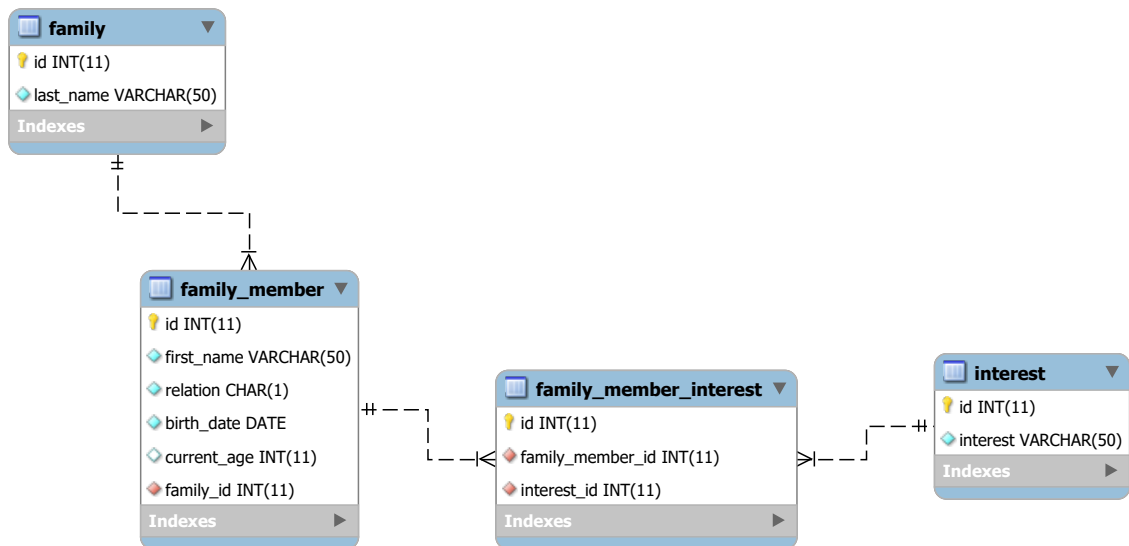 family
id INT(11)
last_name VARCHAR(50)
Indexes
family_member
id INT(11)
first_name VARCHAR(50)
relation CHAR(1)
birth_date DATE
current_age INT(11)
family_id INT(11)
Indexes
family_member_interest
id INT(11)
family_member_id INT(11)
interest_id INT(11)
Indexes
interest
id INT(11)
interest VARCHAR(50)
Indexes